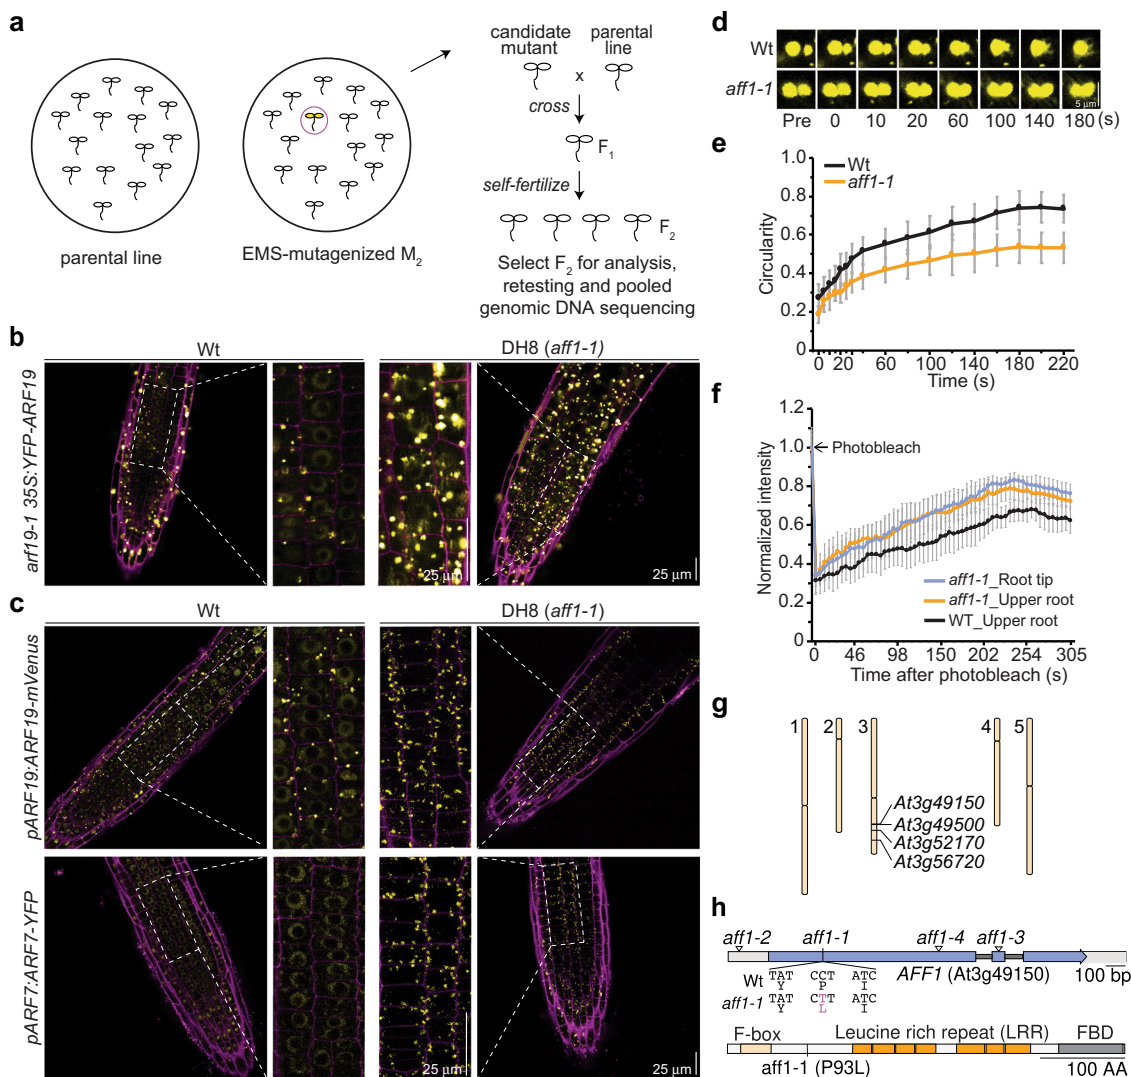 a
candidate mutant
parental line
x
cross
F1
self-fertilize
F2
Select F2 for analysis,
retesting and pooled
genomic DNA sequencing
parental line
EMS-mutagenized M2
b
Wt
DH8 (aff1-1)
arf19-1 35S:YFP-ARF19
25 µm
25 µm
c
Wt
DH8 (aff1-1)
pARF19:ARF19-mVenus
pARF7:ARF7-YFP
25 µm
25 µm
d
Wt
aff1-1
5 µm
Pre 0 10 20 60 100 140 180 (s)
e
Wt
aff1-1
Circularity
1.0
0.8
0.6
0.4
0.2
0 20 60 100 140 180 220
Time (s)
f
Photobleach
Normalized intensity
1.2
1.0
0.8
0.6
0.4
0.2
0
aff1-1_Root tip
aff1-1_Upper root
WT_Upper root
0 46 98 150 202 254 305
Time after photobleach (s)
g
1 2 3 4 5
At3g49150
At3g49500
At3g52170
At3g56720
h
aff1-2 aff1-1 aff1-4 aff1-3
AFF1 (At3g49150)
100 bp
Wt
TAT CCT ATC
Y P I
aff1-1
TAT CTT ATC
Y L I
F-box
Leucine rich repeat (LRR)
FBD
aff1-1 (P93L)
100 AA